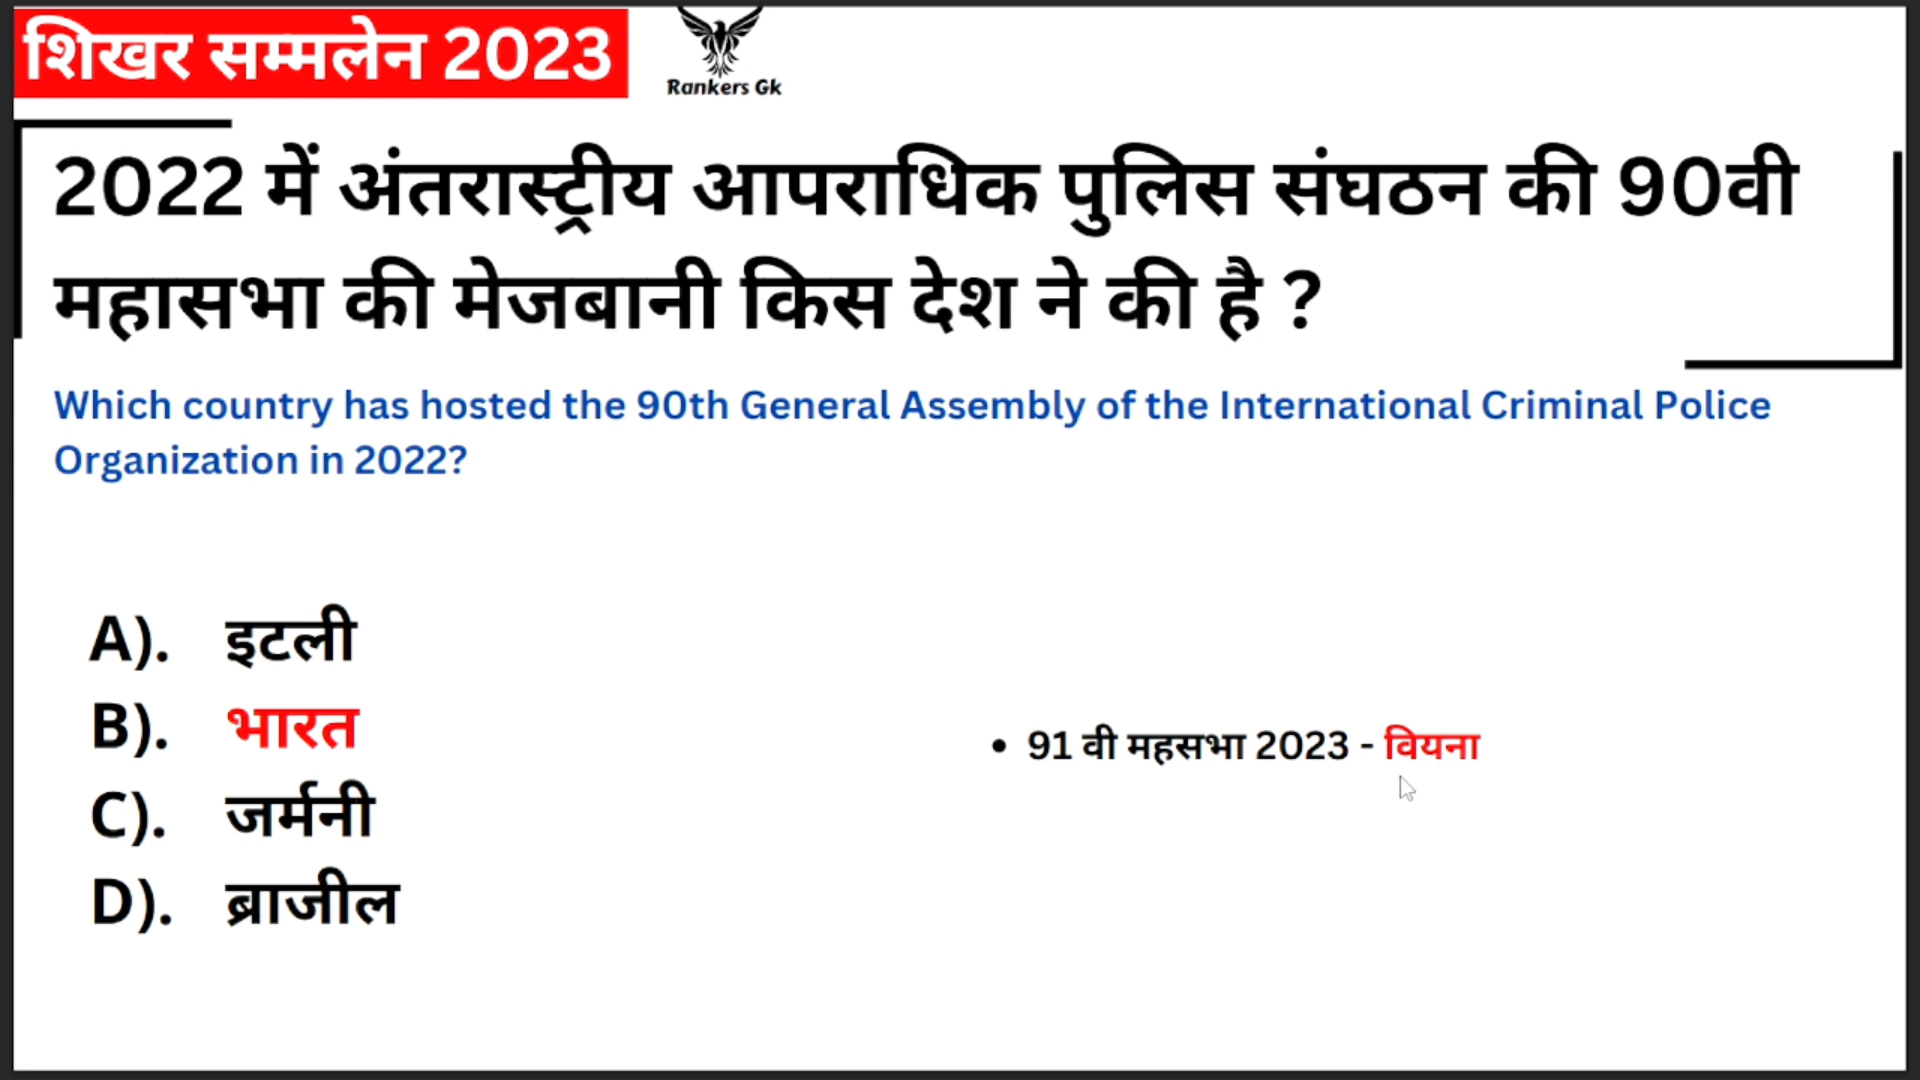 शिखर सम्मलेन 2023
Rankers Gk
2022 में अंतरास्ट्रीय आपराधिक पुलिस संघठन की 90वी
महासभा की मेजबानी किस देश ने की है ?
Which country has hosted the 90th General Assembly of the International Criminal Police
Organization in 2022?
A). इटली
B). भारत
C). जर्मनी
D). ब्राजील
• 91 वी महसभा 2023 - वियना